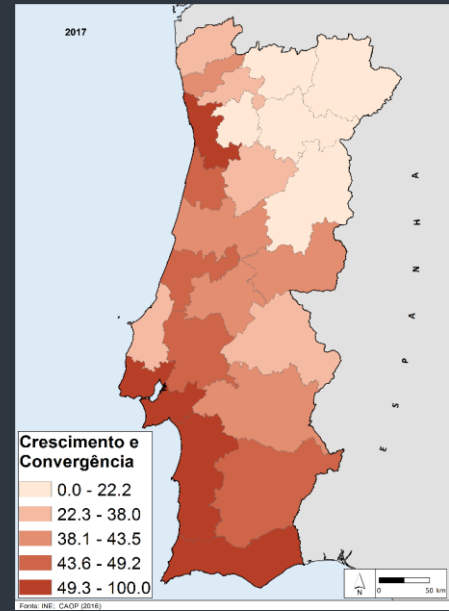 2017
E S P A N H A
Crescimento e
Convergência
0.0 - 22.2
22.3 - 38.0
38.1 - 43.5
43.6 - 49.2
49.3 - 100.0
N
0 50 km
Fonte: INE; CAOP (2016)